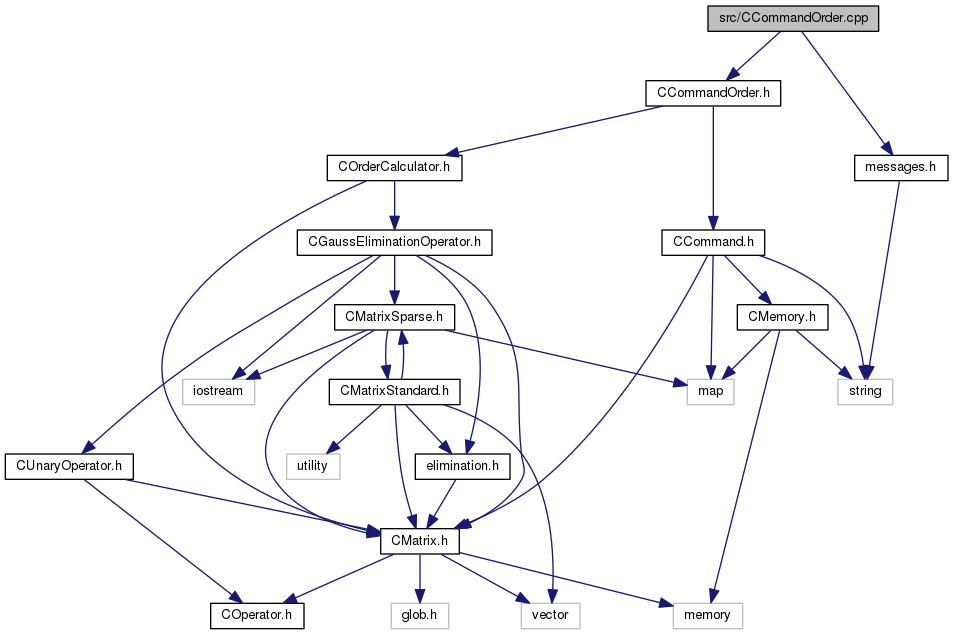 src/CCommandOrder.cpp
CCommandOrder.h
COrderCalculator.h
messages.h
CGaussEliminationOperator.h
CCommand.h
CMatrixSparse.h
CMemory.h
iostream
CMatrixStandard.h
map
string
CUnaryOperator.h
utility
elimination.h
CMatrix.h
COperator.h
glob.h
vector
memory